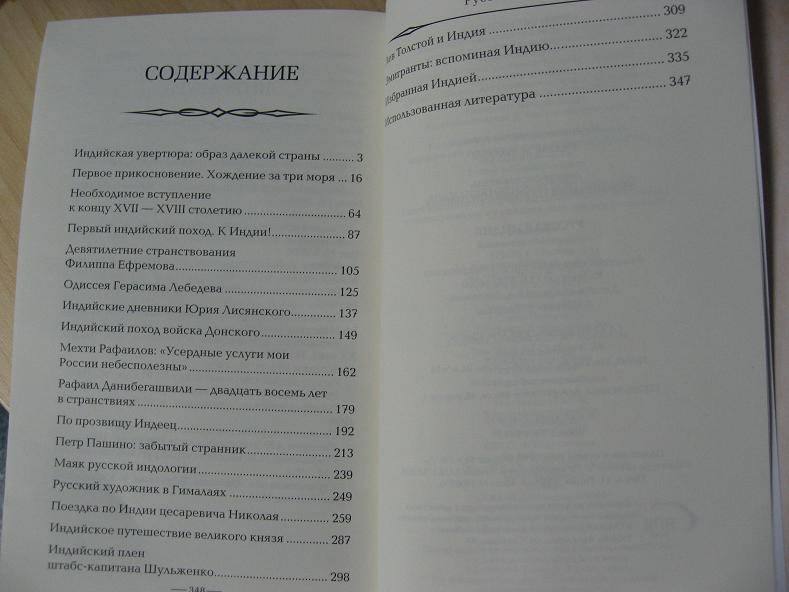 СОДЕРЖАНИЕ
Индийская увертюра: образ далекой страны .......... 3
Первое прикосновение. Хождение за три моря ... 16
Необходимое вступление
к концу XVII — XVIII столетию ................................ 64
Первый индийский поход. К Индии!....................... 87
Девятилетние странствования
Филиппа Ефремова.................................................. 105
Одиссея Герасима Лебедева ................................... 125
Индийские дневники Юрия Лисянского.............. 137
Индийский поход войска Донского........................ 149
Мехти Рафаилов: «Усердные услуги мои
России небесполезны» ............................................. 162
Рафаил Данибегашвили — двадцать восемь лет
в странствиях............................................................ 179
По прозвищу Индеец................................................ 192
Петр Пашино: забытый странник.......................... 213
Маяк русской индологии......................................... 239
Русский художник в Гималаях ................................ 249
Поездка по Индии цесаревича Николая................ 259
Индийское путешествие великого князя .............. 287
Индийский плен
штабс-капитана Шульженко................................... 298
— 348 —
Толстой и Индия ................................................ 309
вспоминая Индию................................ 322
Индией.................................................. 335
литература ...................................... 347